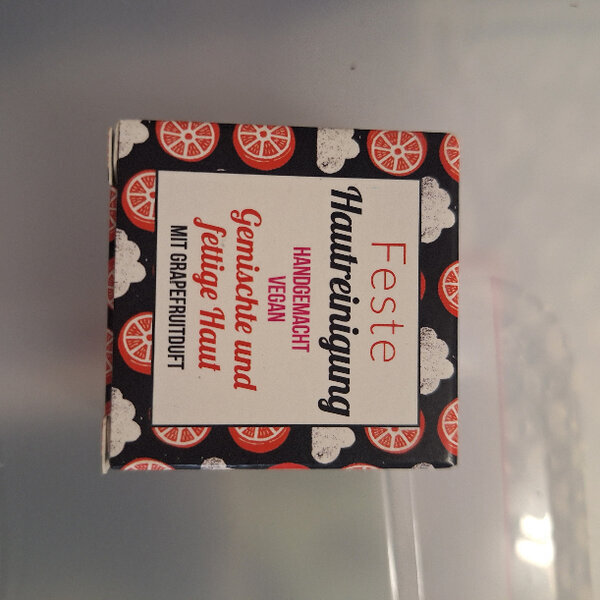 Feste
Hautreinigung
HANDGEMACHT
VEGAN
Gemischte und
fettige Haut
MIT GRAPEFRUITDUFT